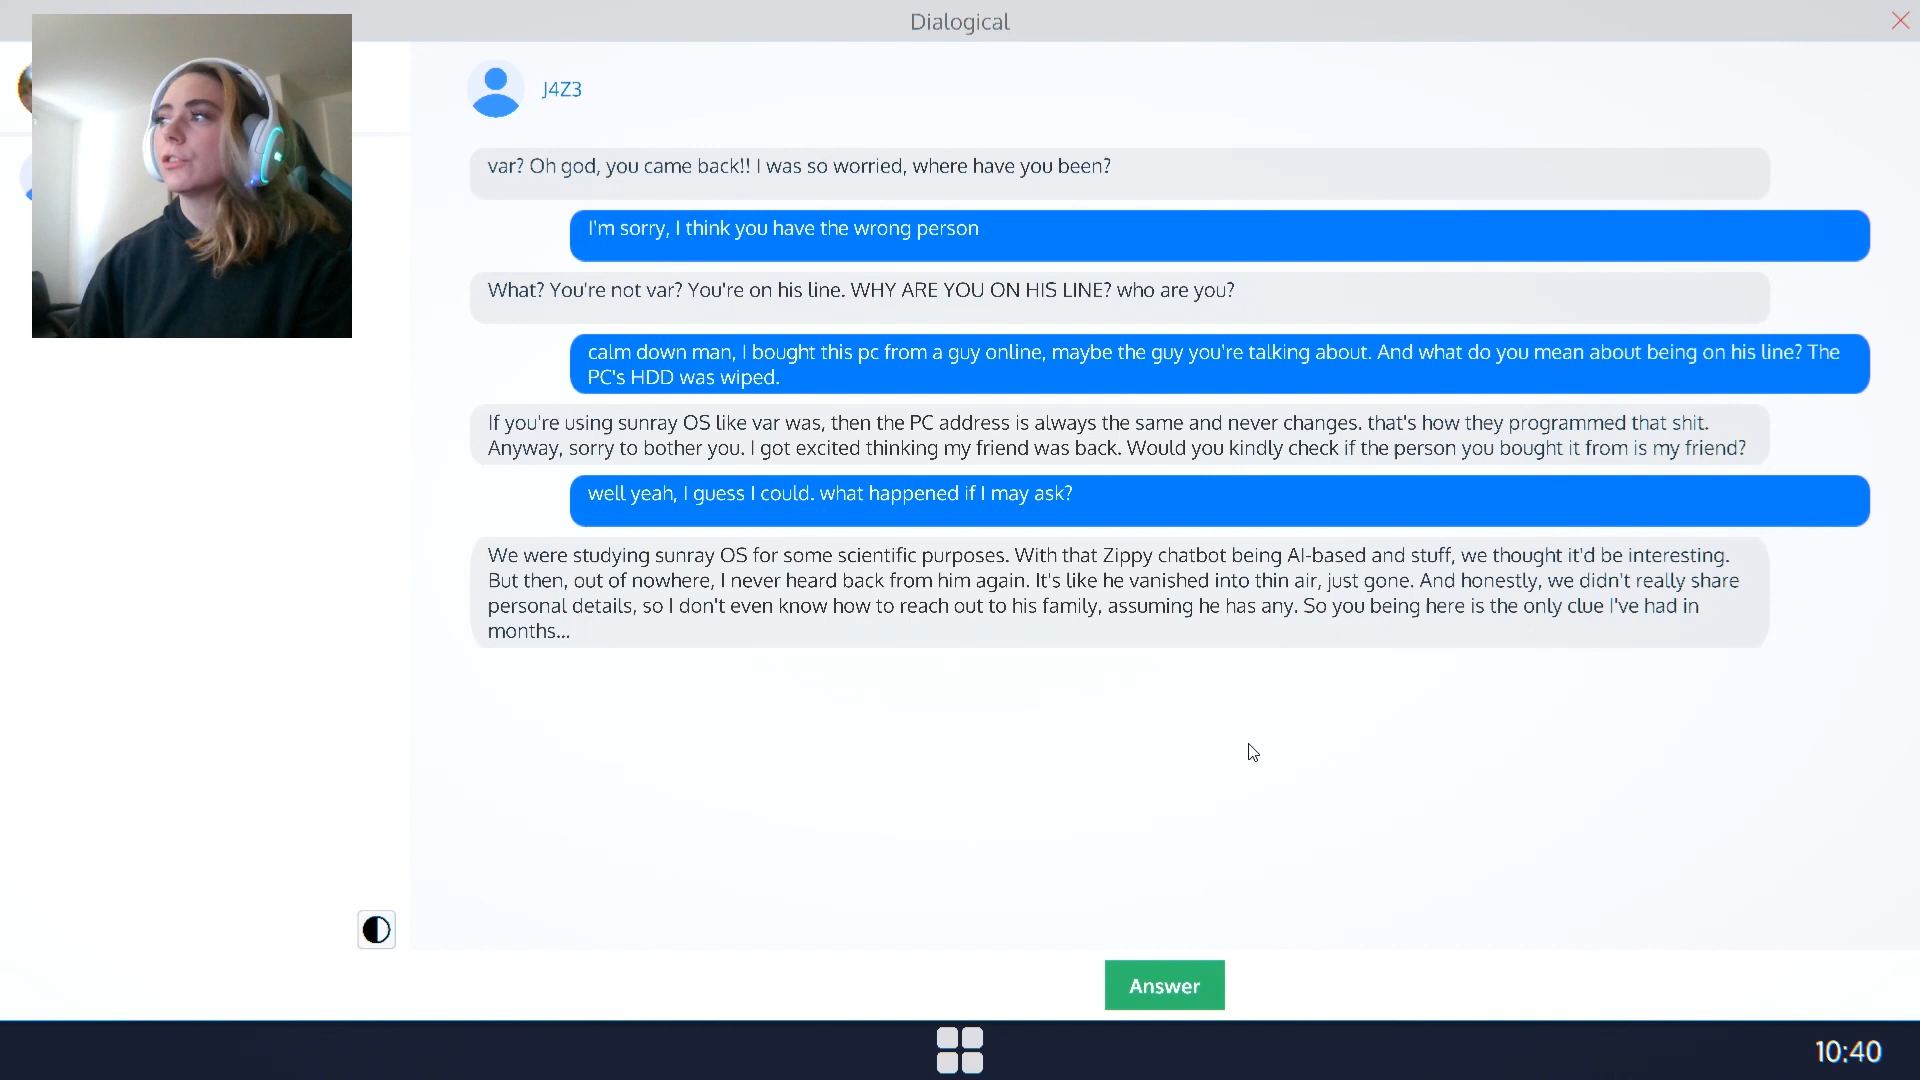 Dialogical
J4Z3
var? Oh god, you came back!! I was so worried, where have you been?
I'm sorry, I think you have the wrong person
What? You're not var? You're on his line. WHY ARE YOU ON HIS LINE? who are you?
calm down man, I bought this pc from a guy online, maybe the guy you're talking about. And what do you mean about being on his line? The
PC's HDD was wiped.
If you're using sunray OS like var was, then the PC address is always the same and never changes. that's how they programmed that shit.
Anyway, sorry to bother you. I got excited thinking my friend was back. Would you kindly check if the person you bought it from is my friend?
well yeah, I guess I could. what happened if I may ask?
We were studying sunray OS for some scientific purposes. With that Zippy chatbot being AI-based and stuff, we thought it'd be interesting.
But then, out of nowhere, I never heard back from him again. It's like he vanished into thin air, just gone. And honestly, we didn't really share
personal details, so I don't even know how to reach out to his family, assuming he has any. So you being here is the only clue I've had in
months...
Answer
10:40